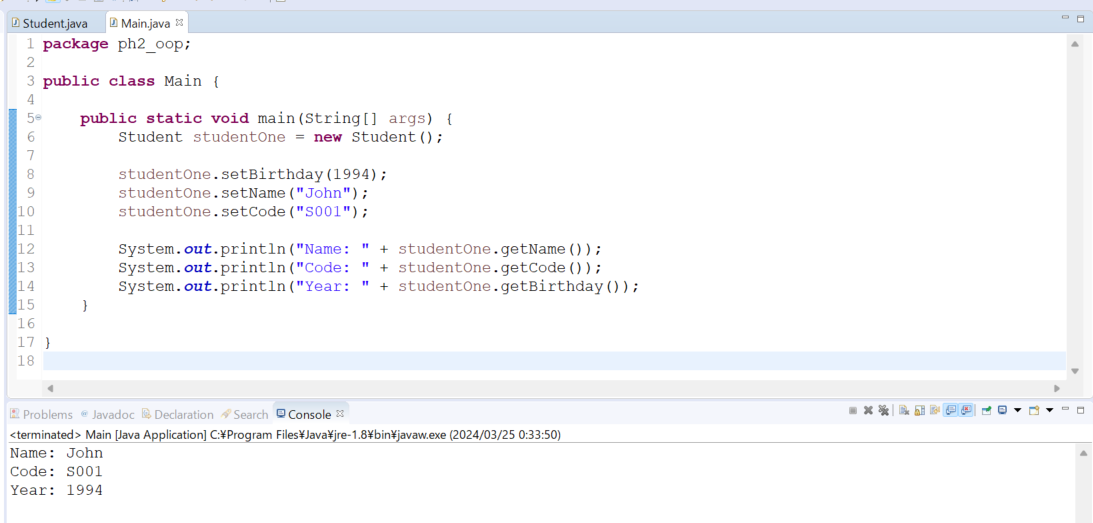 Student.java Main.java
1 package ph2_oop;
2
3 public class Main {
4
5 public static void main(String[] args) {
6 Student studentOne = new Student();
7
8 studentOne.setBirthday(1994);
9 studentOne.setName("John");
10 studentOne.setCode("S001");
11
12 System.out.println("Name: " + studentOne.getName());
13 System.out.println("Code: " + studentOne.getCode());
14 System.out.println("Year: " + studentOne.getBirthday());
15 }
16
17 }
18
Problems Javadoc Declaration Search Console
<terminated> Main [Java Application] C:¥Program Files¥Java¥jre-1.8¥bin¥javaw.exe (2024/03/25 0:33:50)
Name: John
Code: S001
Year: 1994